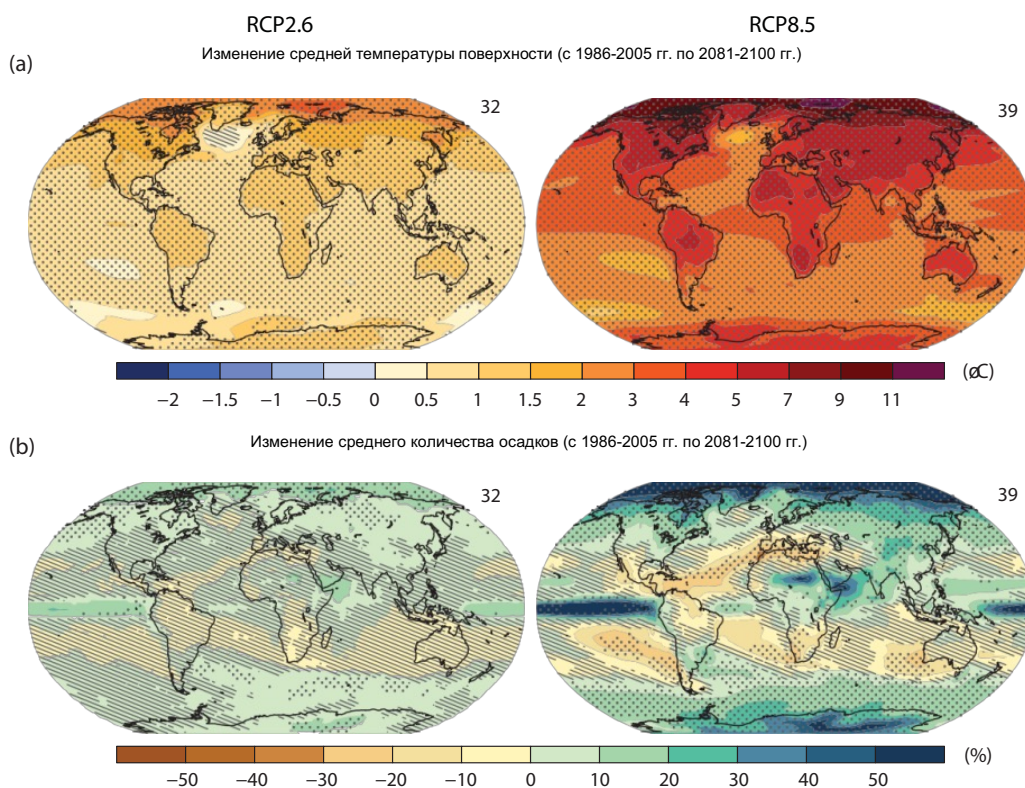 RCP2.6 RCP8.5
Изменение средней температуры поверхности (с 1986-2005 гг. по 2081-2100 гг.)
(a)
32 39
(øC)
−2 −1.5 −1 −0.5 0 0.5 1 1.5 2 3 4 5 7 9 11
(b) Изменение среднего количества осадков (с 1986-2005 гг. по 2081-2100 гг.)
32 39
(%)
−50 −40 −30 −20 −10 0 10 20 30 40 50